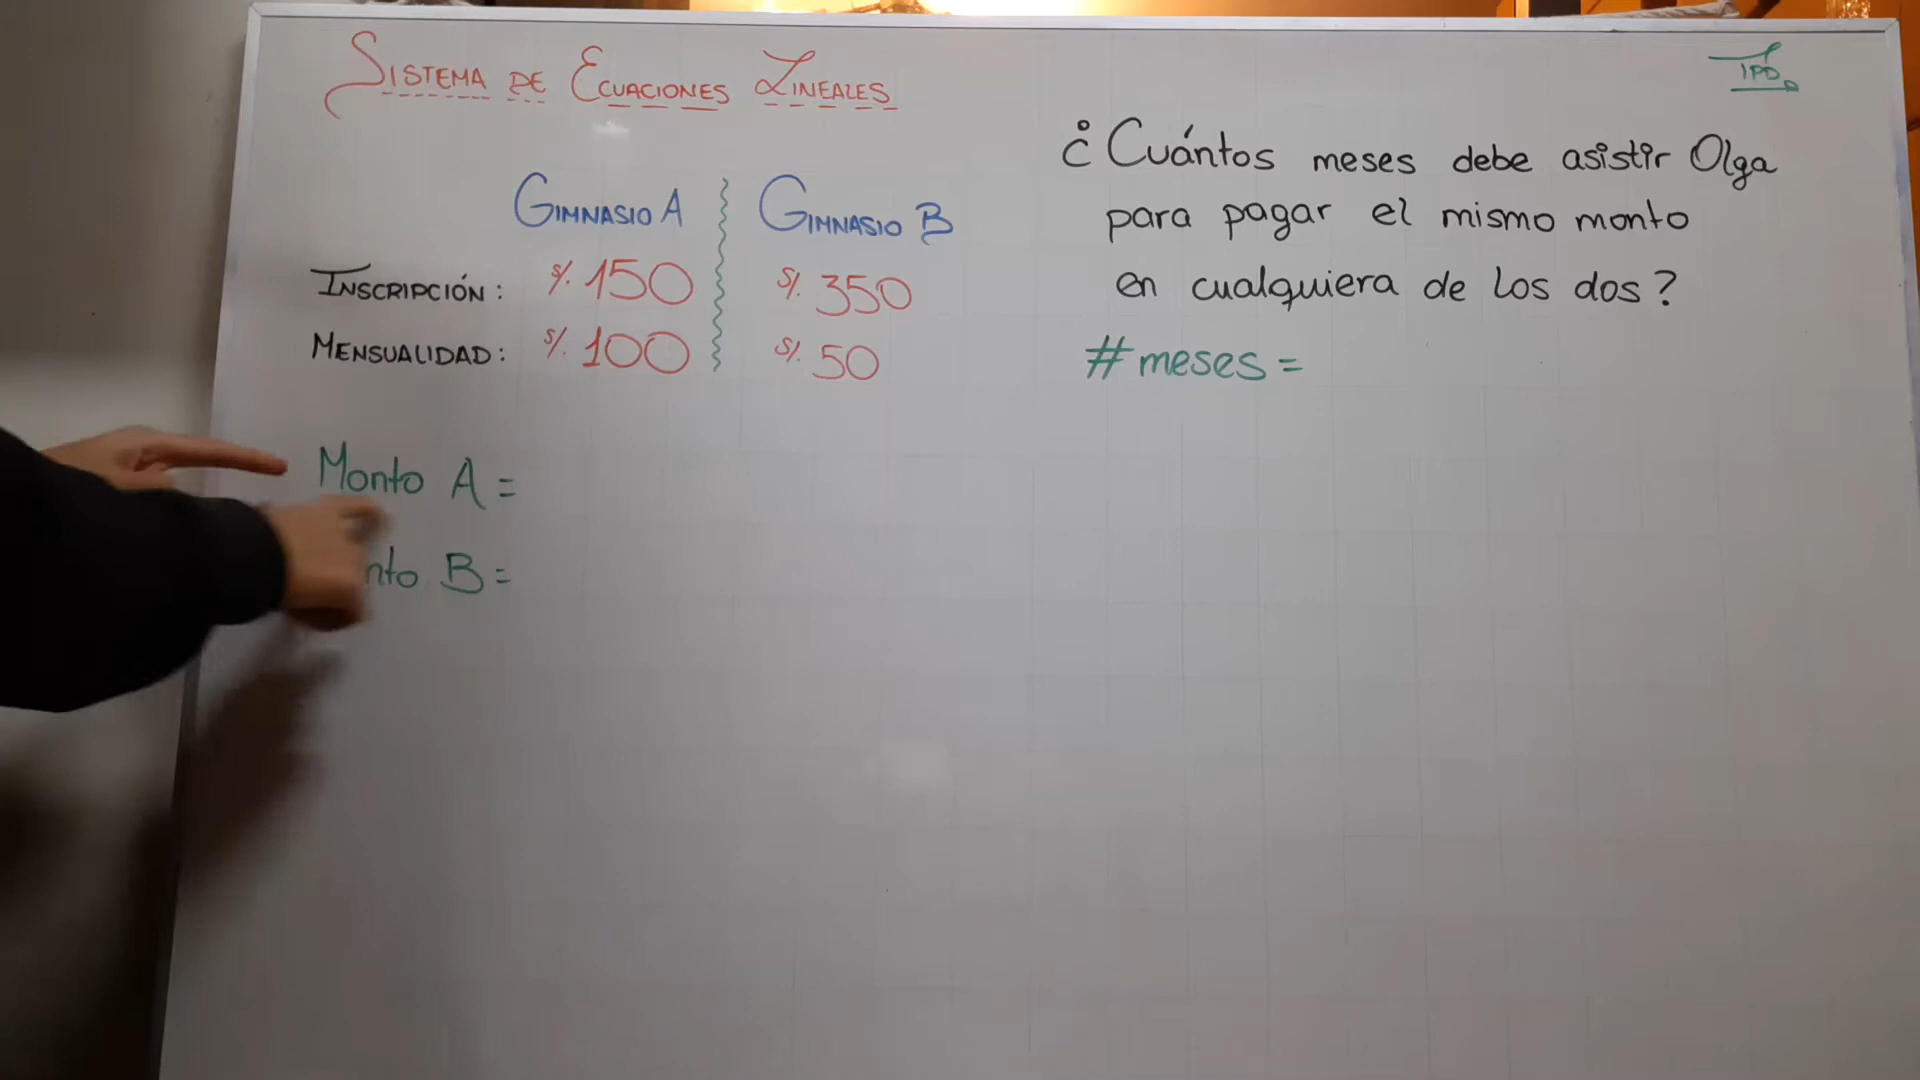 SISTEMA DE ECUACIONES LINEALES
TPD
GIMNASIO A GIMNASIO B
INSCRIPCIÓN: S/. 150 S/. 350
MENSUALIDAD: S/. 100 S/. 50
¿Cuántos meses debe asistir Olga
para pagar el mismo monto
en cualquiera de los dos?
#meses =
Monto A =
nto B =